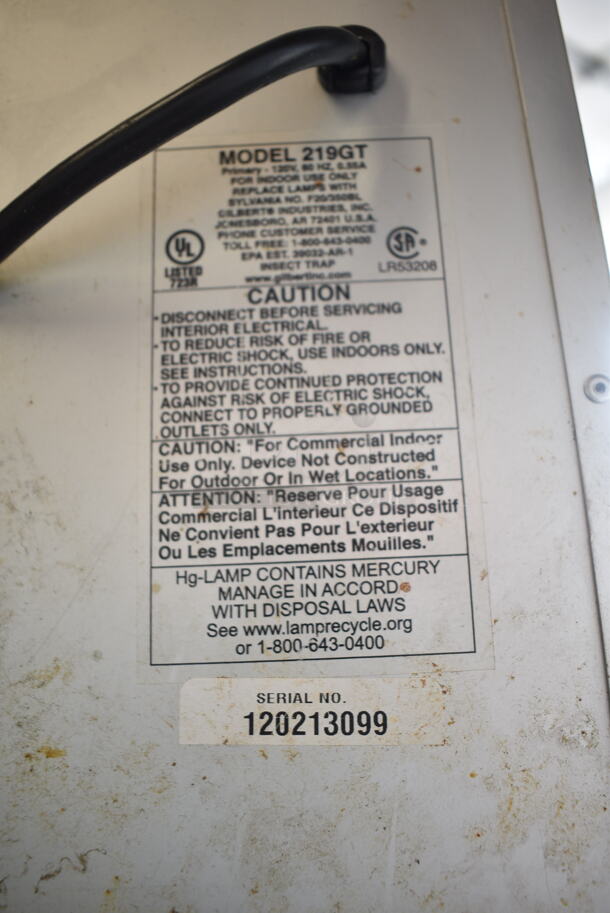 MODEL 219GT
Primary - 120V, 60 HZ, 0.55A
FOR INDOOR USE ONLY
REPLACE LAMPS WITH
SYLVANIA NO. F20/350BL
GILBERT® INDUSTRIES, INC.
JONESBORO, AR 72401 U.S.A.
PHONE CUSTOMER SERVICE
TOLL FREE: 1-800-643-0400
EPA EST. 39032-AR-1
INSECT TRAP
www.gilbertinc.com
UL
LISTED
723R
SA ®
LR53208
CAUTION
•DISCONNECT BEFORE SERVICING
INTERIOR ELECTRICAL.
•TO REDUCE RISK OF FIRE OR
ELECTRIC SHOCK, USE INDOORS ONLY.
SEE INSTRUCTIONS.
•TO PROVIDE CONTINUED PROTECTION
AGAINST RISK OF ELECTRIC SHOCK,
CONNECT TO PROPERLY GROUNDED
OUTLETS ONLY.
CAUTION: "For Commercial Indoor
Use Only. Device Not Constructed
For Outdoor Or In Wet Locations."
ATTENTION: "Reserve Pour Usage
Commercial L'interieur Ce Dispositif
Ne Convient Pas Pour L'exterieur
Ou Les Emplacements Mouilles."
Hg-LAMP CONTAINS MERCURY
MANAGE IN ACCORD
WITH DISPOSAL LAWS
See www.lamprecycle.org
or 1-800-643-0400
SERIAL NO.
120213099